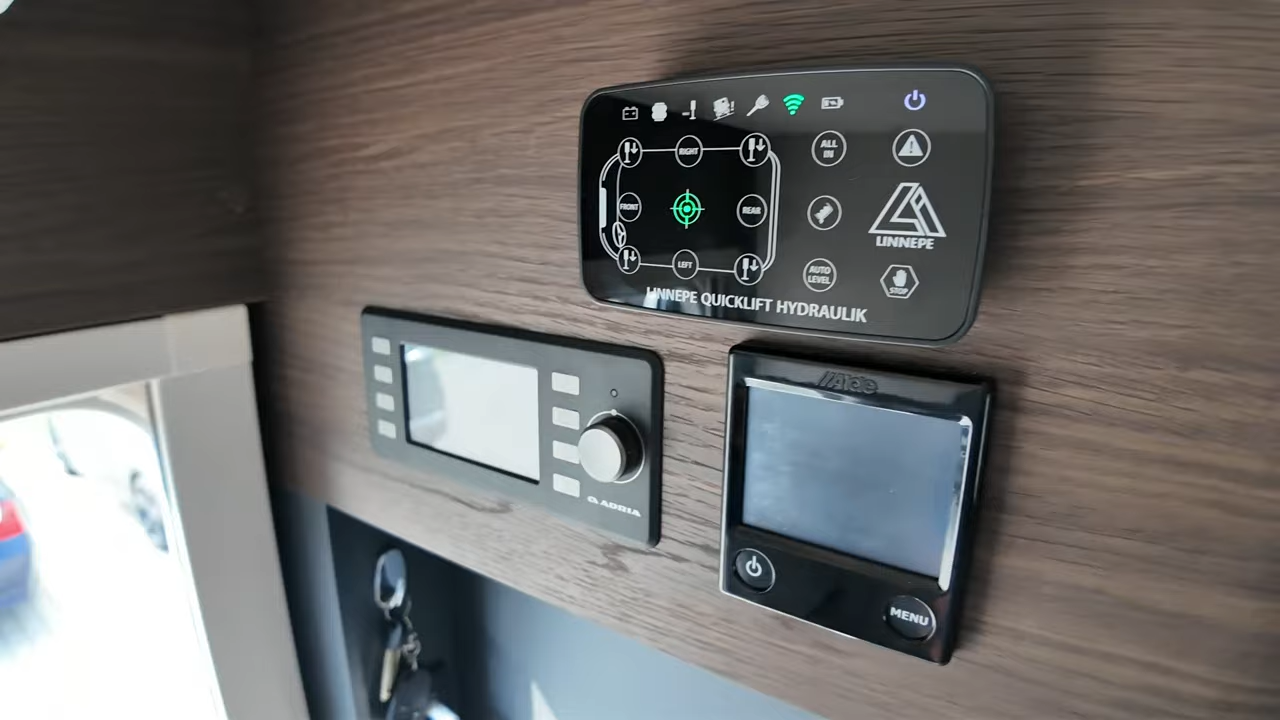 RIGHT
ALL
IN
FRONT
REAR
LINNEPE
LEFT
AUTO
LEVEL
STOP
LINNEPE QUICKLIFT HYDRAULIK
Alde
ADRIA
MENU